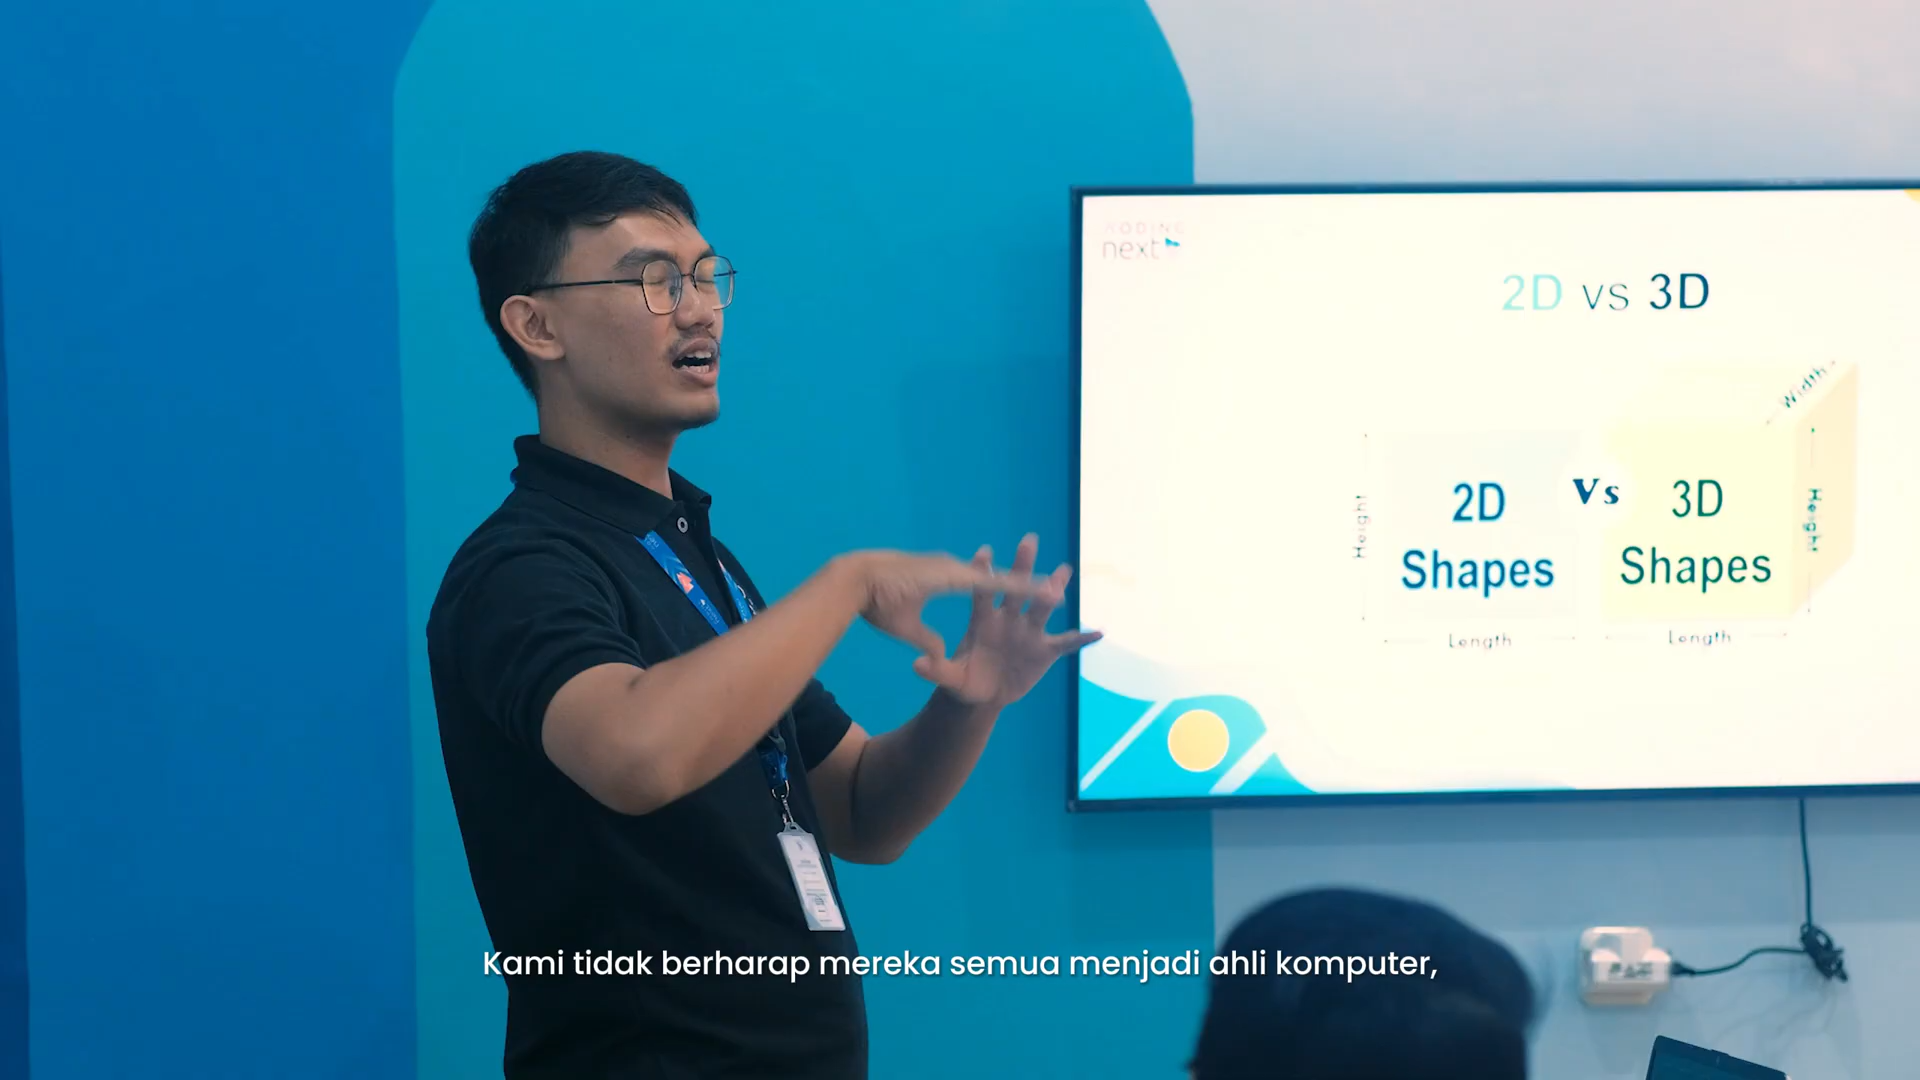 KODING
next
2D vs 3D
Width
Height
2D
Shapes
Vs
3D
Shapes
Height
Length
Length
Kami tidak berharap mereka semua menjadi ahli komputer,